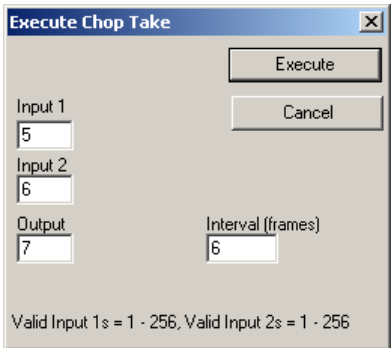 Execute Chop Take
Execute
Cancel
Input 1
5
Input 2
6
Output
7
Interval (frames)
6
Valid Input 1s = 1 - 256, Valid Input 2s = 1 - 256